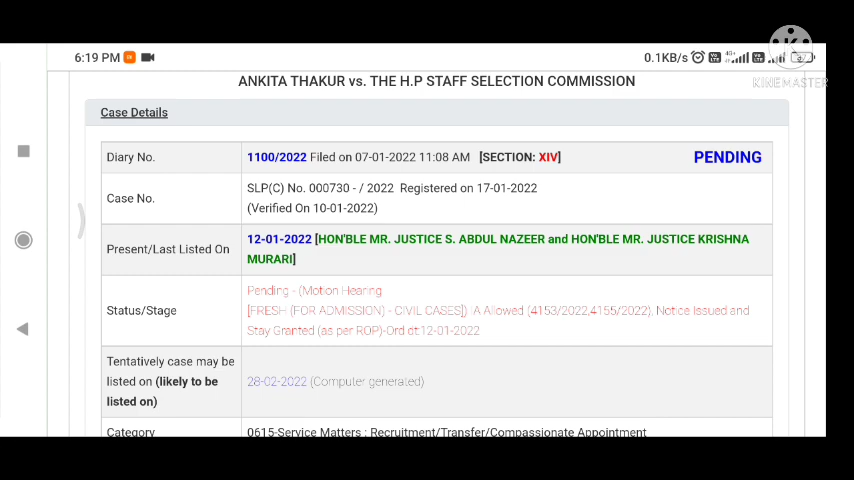 6:19 PM
0.1KB/s
4G+
KINEMASTER
ANKITA THAKUR vs. THE H.P STAFF SELECTION COMMISSION
Case Details
Diary No. 1100/2022 Filed on 07-01-2022 11:08 AM [SECTION: XIV] PENDING
Case No. SLP(C) No. 000730 - / 2022 Registered on 17-01-2022
(Verified On 10-01-2022)
Present/Last Listed On 12-01-2022 [HON'BLE MR. JUSTICE S. ABDUL NAZEER and HON'BLE MR. JUSTICE KRISHNA
MURARI]
Status/Stage Pending - (Motion Hearing
[FRESH (FOR ADMISSION) - CIVIL CASES]) IA Allowed (4153/2022,4155/2022), Notice Issued and
Stay Granted (as per ROP)-Ord dt:12-01-2022
Tentatively case may be
listed on (likely to be
listed on)
28-02-2022 (Computer generated)
Category 0615-Service Matters : Recruitment/Transfer/Compassionate Appointment